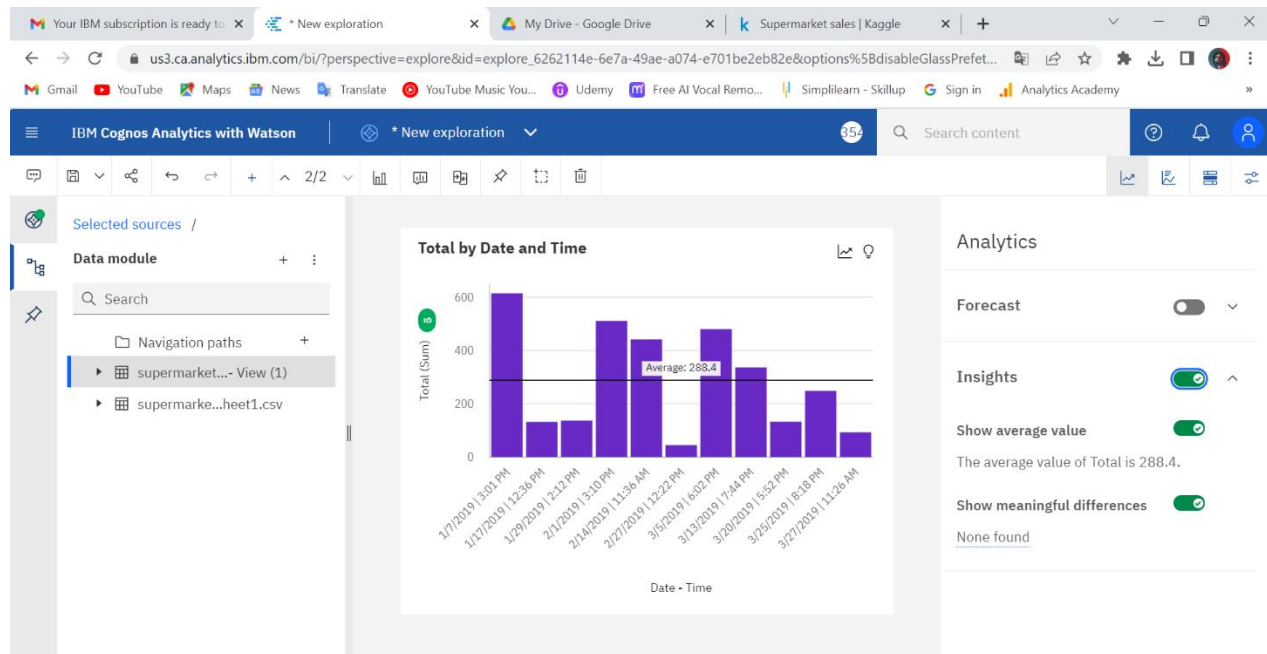 Your IBM subscription is ready to
* New exploration
My Drive - Google Drive
Supermarket sales | Kaggle
us3.ca.analytics.ibm.com/bi/?perspective=explore&id=explore_6262114e-6e7a-49ae-a074-e701be2eb82e&options%5BdisableGlassPrefet...
Gmail YouTube Maps News Translate YouTube Music You... Udemy Free AI Vocal Remo... Simplilearn - Skillup Sign in Analytics Academy »
IBM Cognos Analytics with Watson
* New exploration
354
Search content
2/2
Selected sources /
Data module
Search
Navigation paths
supermarket...- View (1)
supermarke...heet1.csv
Total by Date and Time
600
400
200
0
Total (Sum)
5
Average: 288.4
1/7/2019 | 3:01 PM
1/17/2019 | 12:36 PM
1/29/2019 | 2:12 PM
2/1/2019 | 3:10 PM
2/14/2019 | 11:36 AM
2/27/2019 | 12:22 PM
3/5/2019 | 6:02 PM
3/13/2019 | 7:44 PM
3/20/2019 | 5:52 PM
3/25/2019 | 8:18 PM
3/27/2019 | 11:26 AM
Date - Time
Analytics
Forecast
Insights
Show average value
The average value of Total is 288.4.
Show meaningful differences
None found